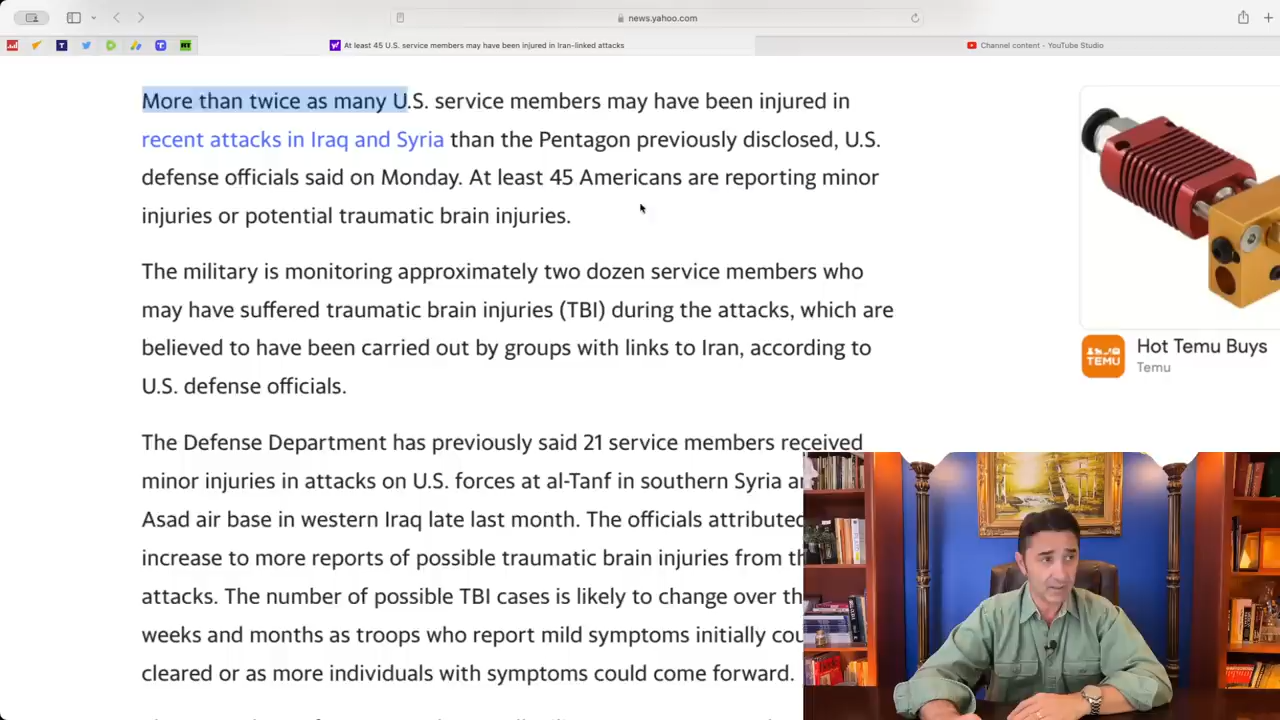 news.yahoo.com
At least 45 U.S. service members may have been injured in Iran-linked attacks
Channel content - YouTube Studio
More than twice as many U.S. service members may have been injured in
recent attacks in Iraq and Syria than the Pentagon previously disclosed, U.S.
defense officials said on Monday. At least 45 Americans are reporting minor
injuries or potential traumatic brain injuries.
The military is monitoring approximately two dozen service members who
may have suffered traumatic brain injuries (TBI) during the attacks, which are
believed to have been carried out by groups with links to Iran, according to
U.S. defense officials.
Hot Temu Buys
Temu
TEMU
The Defense Department has previously said 21 service members received
minor injuries in attacks on U.S. forces at al-Tanf in southern Syria
Asad air base in western Iraq late last month. The officials attributed
increase to more reports of possible traumatic brain injuries from
attacks. The number of possible TBI cases is likely to change over
weeks and months as troops who report mild symptoms initially
cleared or as more individuals with symptoms could come forward.